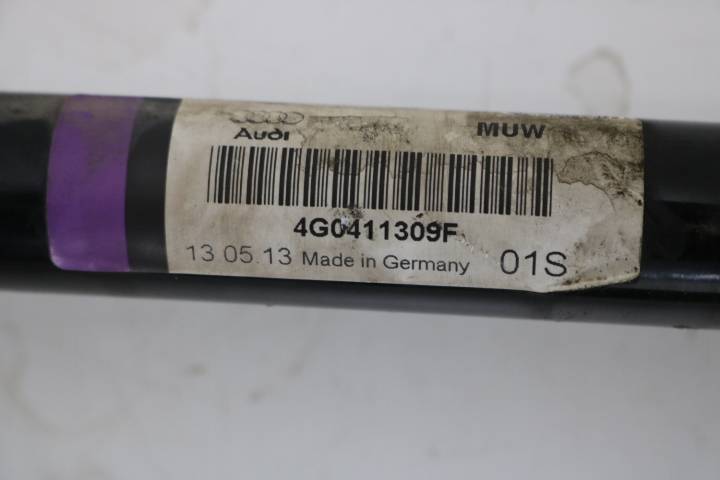 Audi MUW
4G0411309F
13 05.13 Made in Germany 01S